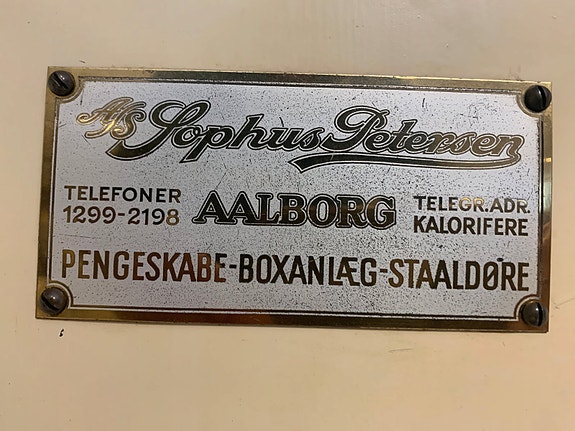 A/S Sophus Petersen
TELEFONER
1299-2198
AALBORG
TELEGR.ADR.
KALORIFERE
PENGESKABE-BOXANLÆG-STAALDØRE